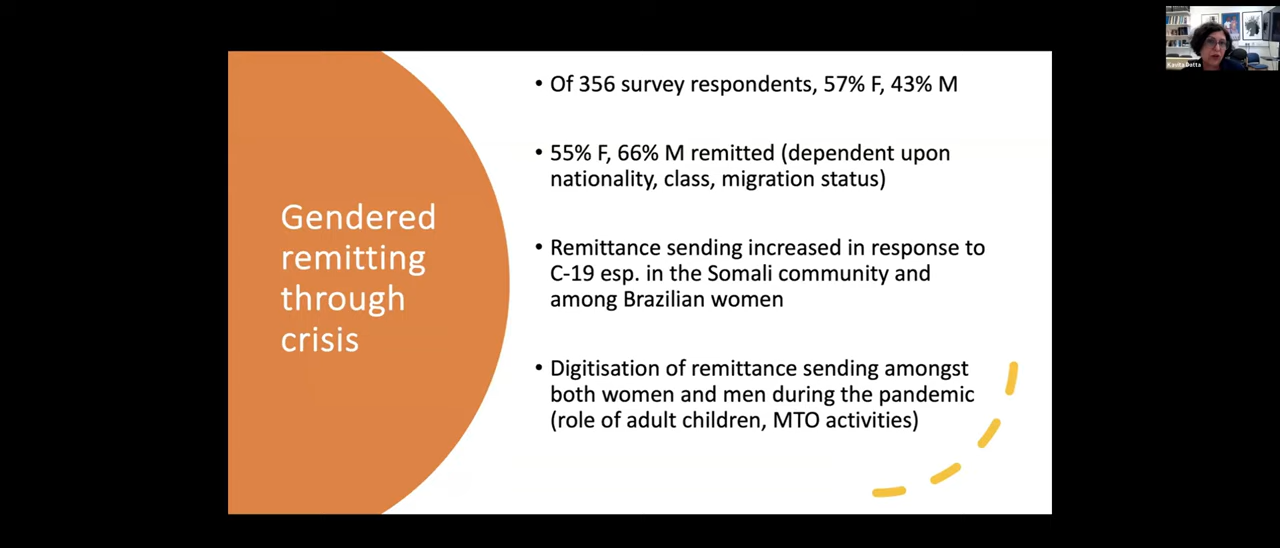 Gendered
remitting
through
crisis
• Of 356 survey respondents, 57% F, 43% M
• 55% F, 66% M remitted (dependent upon
nationality, class, migration status)
• Remittance sending increased in response to
C-19 esp. in the Somali community and
among Brazilian women
• Digitisation of remittance sending amongst
both women and men during the pandemic
(role of adult children, MTO activities)
Kavita Datta